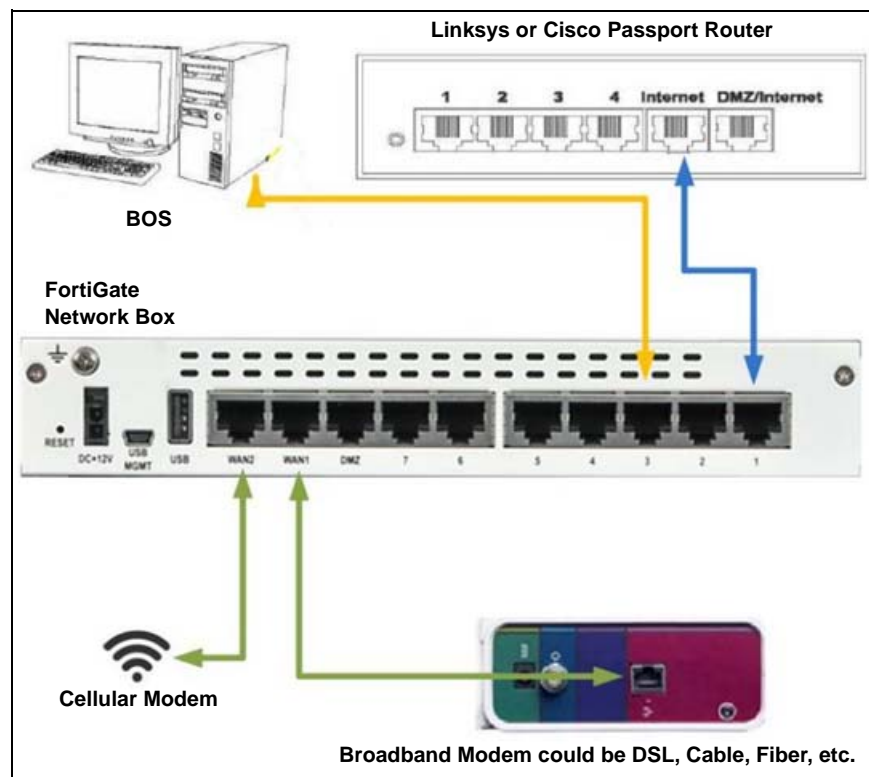 Linksys or Cisco Passport Router
1 2 3 4 Internet DMZ/Internet
BOS
FortiGate
Network Box
RESET
DC+12V
USB
MGMT
USB
WAN2
WAN1
DMZ
7
6
5
4
3
2
1
Cellular Modem
Broadband Modem could be DSL, Cable, Fiber, etc.